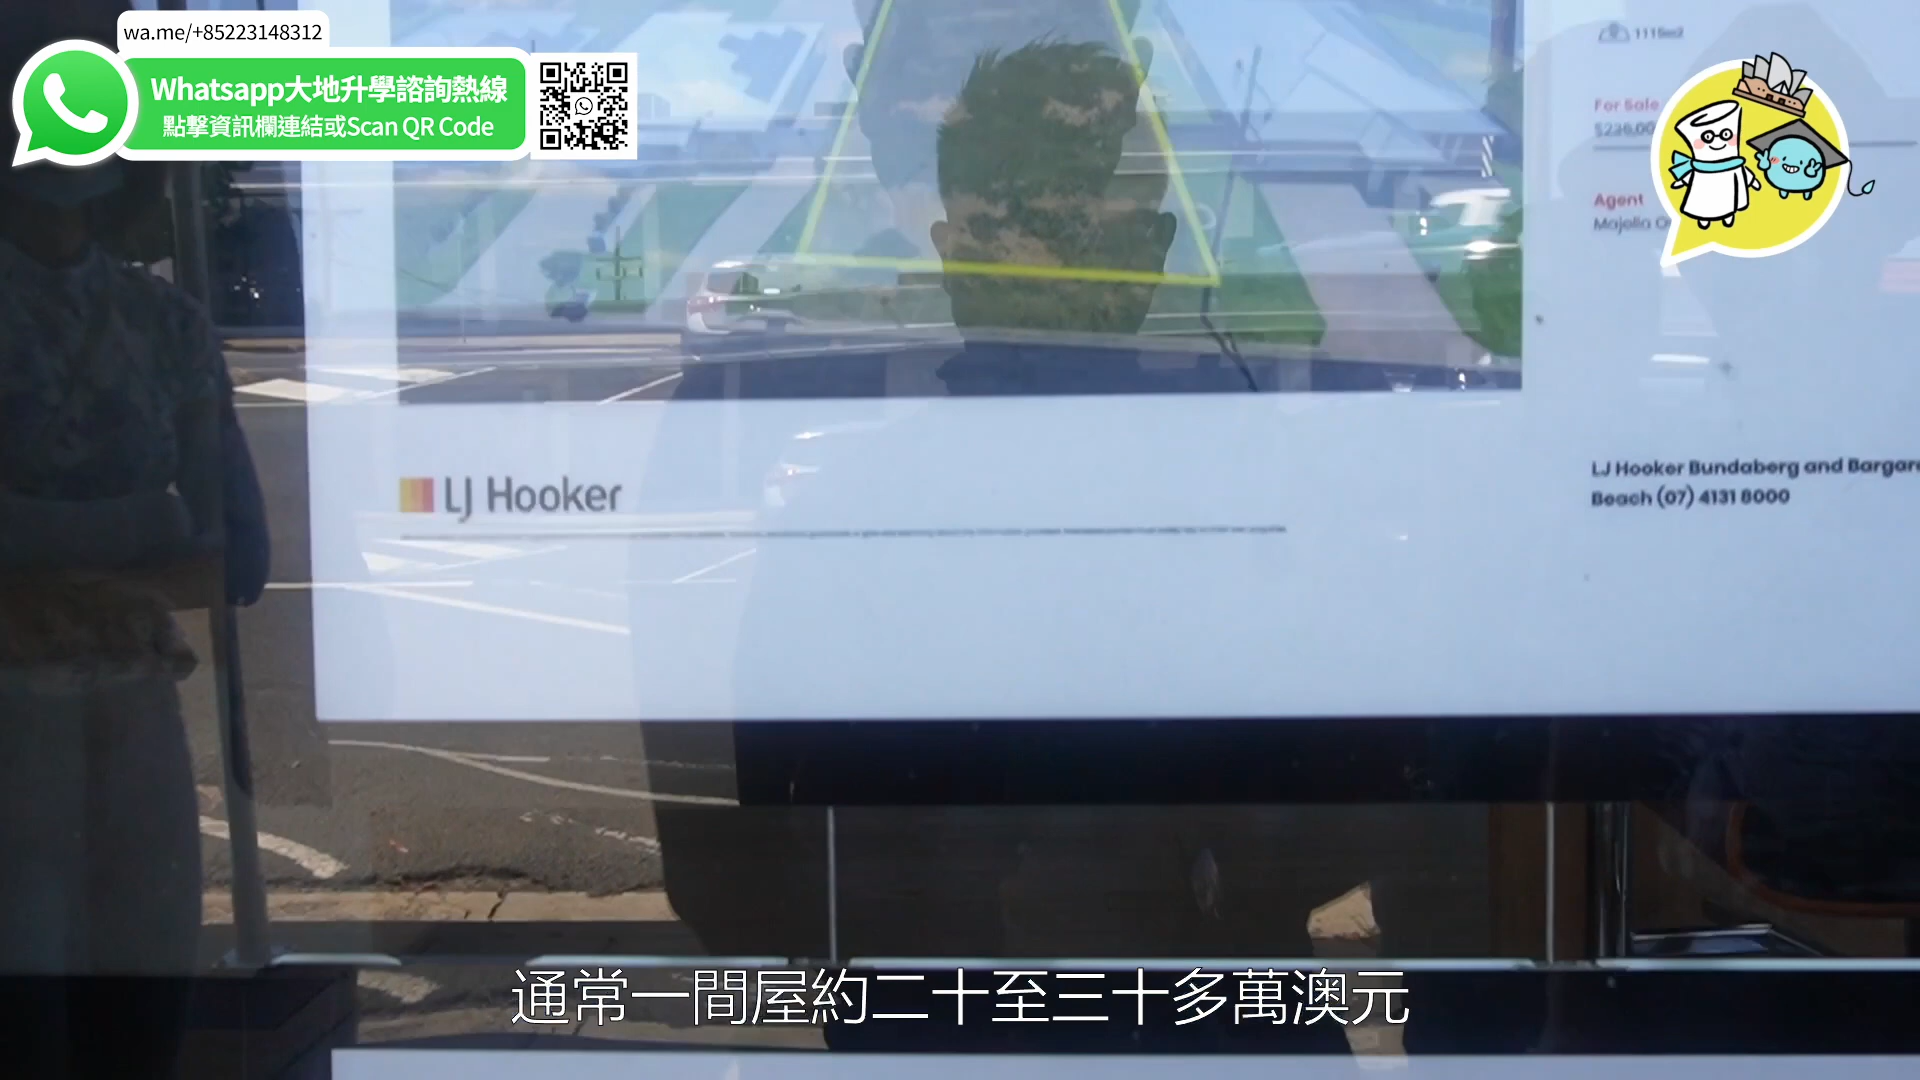 wa.me/+85223148312
Whatsapp大地升學諮詢熱線
點擊資訊欄連結或Scan QR Code
1115m2
For Sale
Agent
Majella
LJ Hooker
LJ Hooker Bundaberg and
Beach (07) 4131 8000
通常一間屋約二十至三十多萬澳元